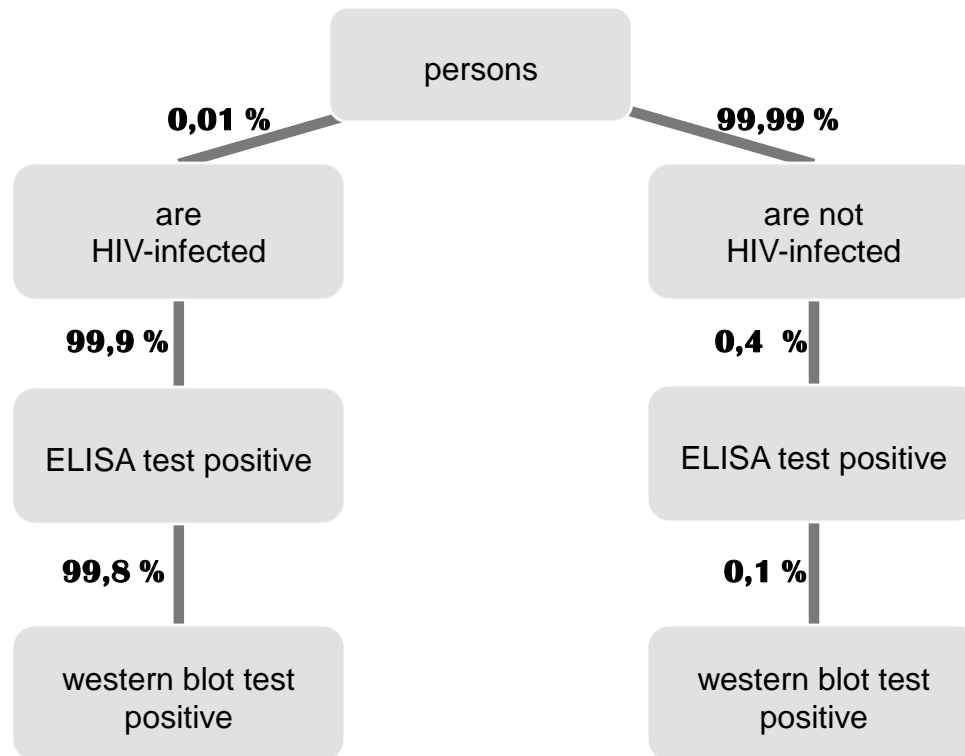 persons
0,01 %
99,99 %
are
HIV-infected
are not
HIV-infected
99,9 %
0,4 %
ELISA test positive
ELISA test positive
99,8 %
0,1 %
western blot test
positive
western blot test
positive